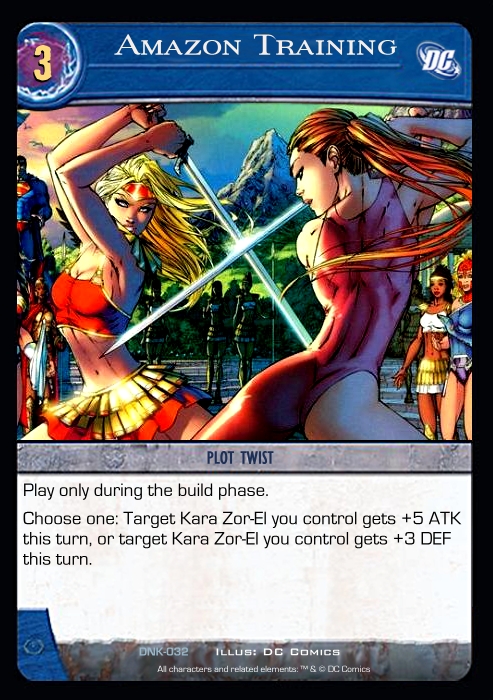 3
AMAZON TRAINING
DC
PLOT TWIST
Play only during the build phase.
Choose one: Target Kara Zor-El you control gets +5 ATK
this turn, or target Kara Zor-El you control gets +3 DEF
this turn.
DNK-032 ILLUS: DC COMICS
All characters and related elements: ™ & © DC Comics